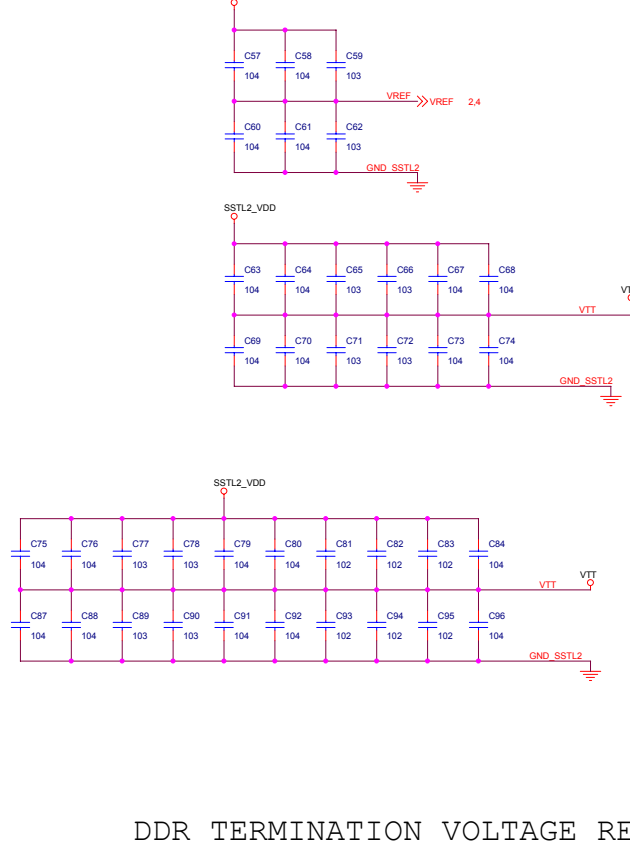 C57 C58 C59
104 104 103
VREF VREF 2,4
C60 C61 C62
104 104 103
GND_SSTL2
SSTL2_VDD
C63 C64 C65 C66 C67 C68
104 104 103 103 104 104
VTT
C69 C70 C71 C72 C73 C74
104 104 103 103 104 104
GND_SSTL2
SSTL2_VDD
C75 C76 C77 C78 C79 C80 C81 C82 C83 C84
104 104 103 103 104 104 102 102 102 104
VTT VTT
C87 C88 C89 C90 C91 C92 C93 C94 C95 C96
104 104 103 103 104 104 102 102 102 104
GND_SSTL2
DDR TERMINATION VOLTAGE RE